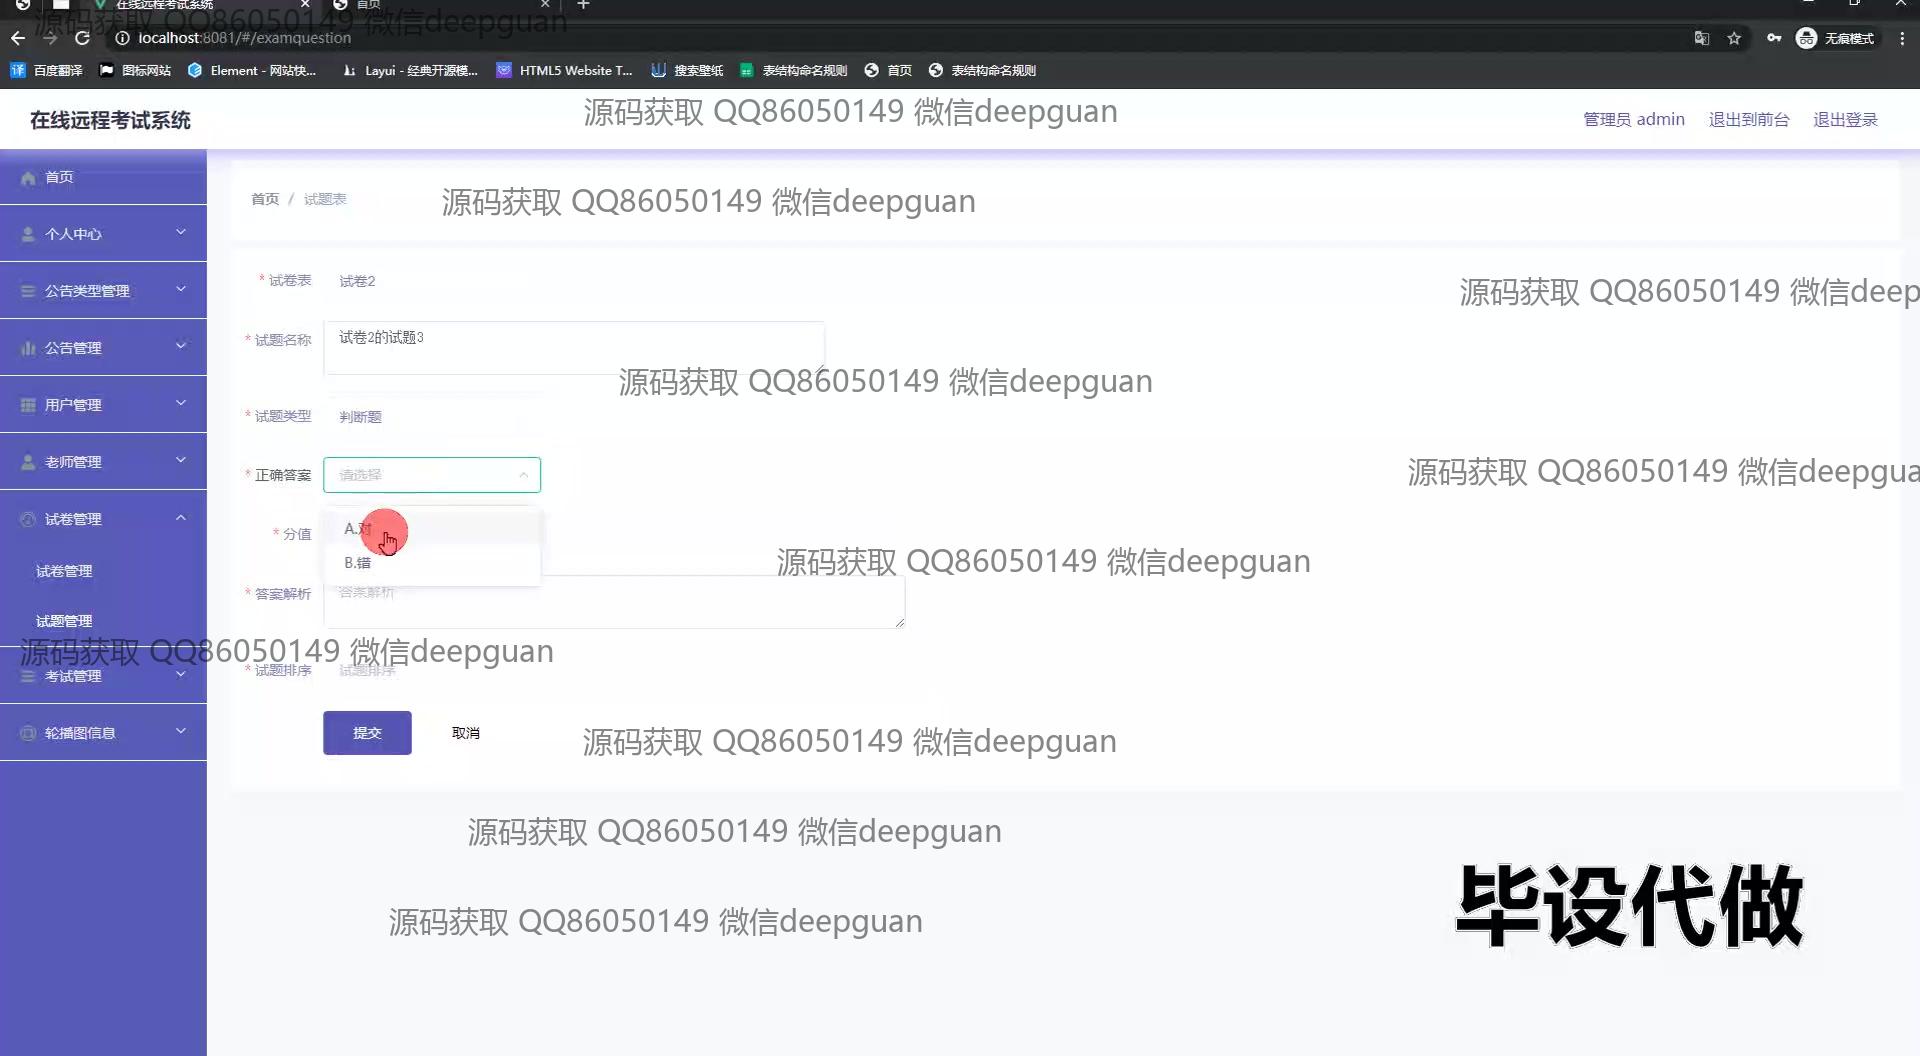 在线远程考试系统
首页
源码获取 QQ86050149 微信deepguan
localhost:8081/#/examquestion
无痕模式
译 百度翻译
图标网站
Element - 网站快...
Layui - 经典开源模...
HTML5 Website T...
搜索壁纸
表结构命名规则
首页
表结构命名规则
在线远程考试系统
源码获取 QQ86050149 微信deepguan
管理员 admin
退出到前台
退出登录
首页
个人中心
公告类型管理
公告管理
用户管理
老师管理
试卷管理
试卷管理
试题管理
考试管理
轮播图信息
首页 / 试题表
源码获取 QQ86050149 微信deepguan
* 试卷表 试卷2
源码获取 QQ86050149 微信deep
* 试题名称 试卷2的试题3
源码获取 QQ86050149 微信deepguan
* 试题类型 判断题
* 正确答案 请选择
源码获取 QQ86050149 微信deepgua
A.对
* 分值
B.错
源码获取 QQ86050149 微信deepguan
* 答案解析 答案解析
源码获取 QQ86050149 微信deepguan
* 试题排序 试题排序
提交 取消
源码获取 QQ86050149 微信deepguan
源码获取 QQ86050149 微信deepguan
毕设代做
源码获取 QQ86050149 微信deepguan